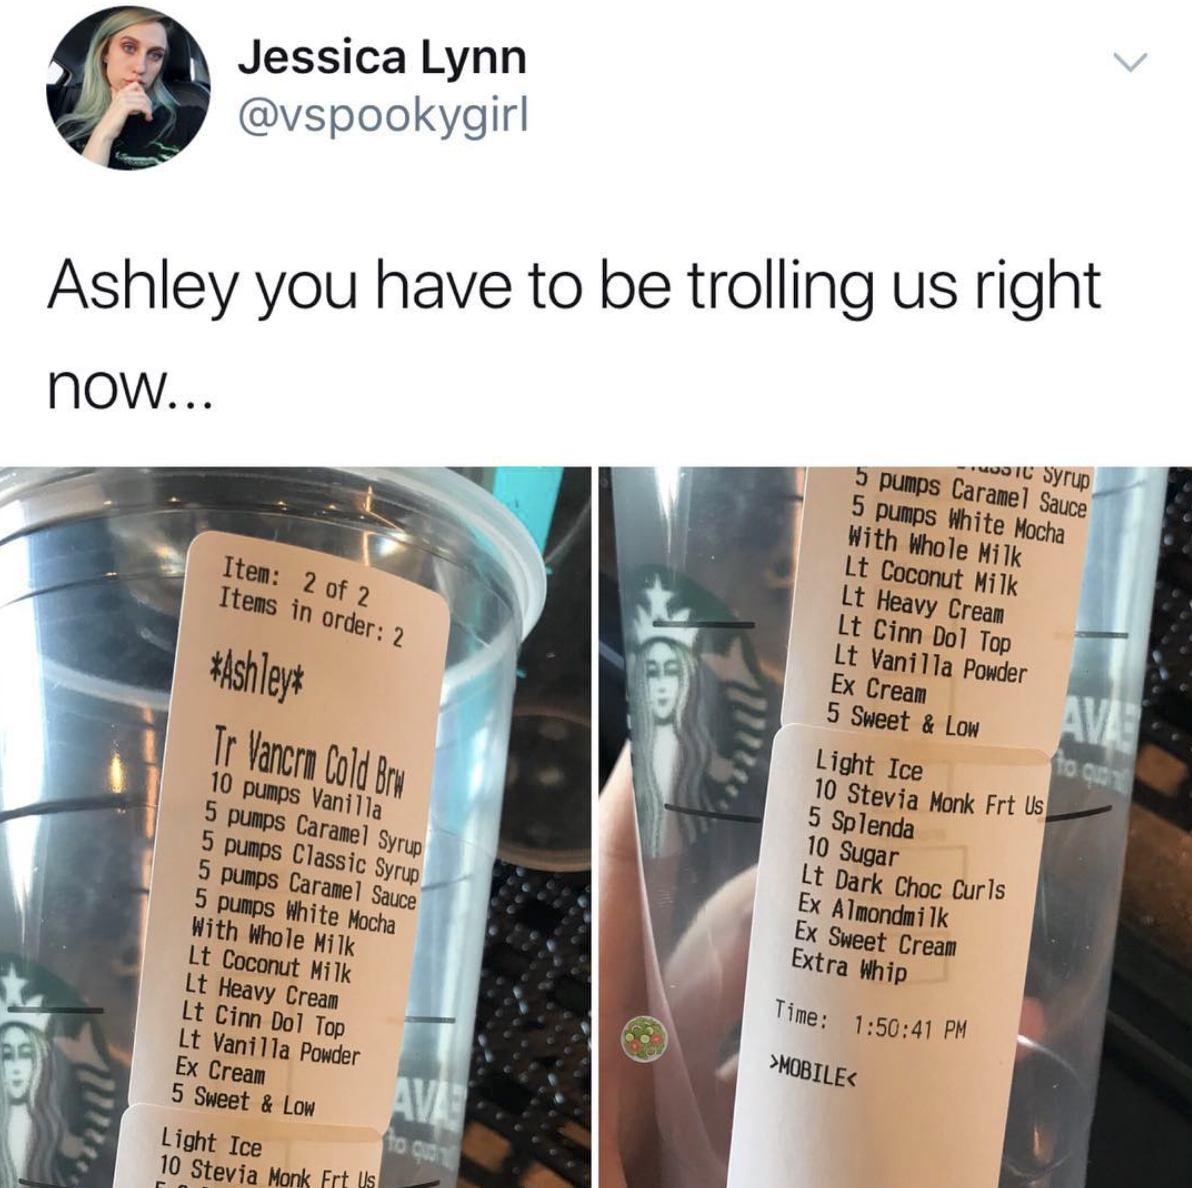 Jessica Lynn
@vspookygirl
Ashley you have to be trolling us right
now...
Item: 2 of 2
Items in order: 2
*Ashley*
Tr Vancrm Cold Brw
10 pumps Vanilla
5 pumps Caramel Syrup
5 pumps Classic Syrup
5 pumps Caramel Sauce
5 pumps White Mocha
With Whole Milk
Lt Coconut Milk
Lt Heavy Cream
Lt Cinn Dol Top
Lt Vanilla Powder
Ex Cream
5 Sweet & Low
Light Ice
10 Stevia Monk Frt Us
Syrup
5 pumps Caramel Sauce
5 pumps White Mocha
With Whole Milk
Lt Coconut Milk
Lt Heavy Cream
Lt Cinn Dol Top
Lt Vanilla Powder
Ex Cream
5 Sweet & Low
Light Ice
10 Stevia Monk Frt Us
5 Splenda
10 Sugar
Lt Dark Choc Curls
Ex Almondmilk
Ex Sweet Cream
Extra Whip
Time: 1:50:41 PM
>MOBILE<